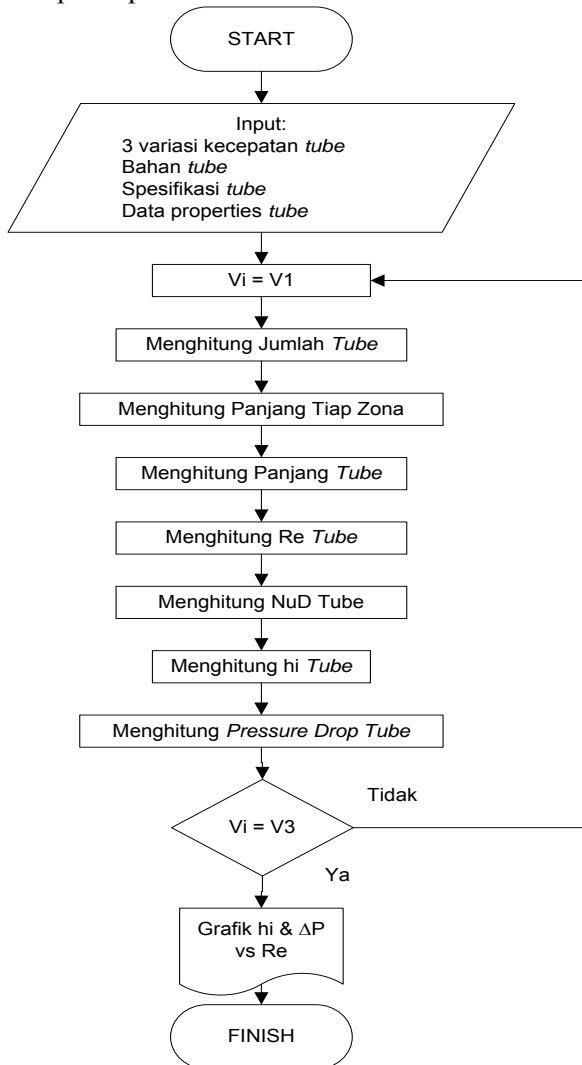 START
Input:
3 variasi kecepatan tube
Bahan tube
Spesifikasi tube
Data properties tube
Vi = V1
Menghitung Jumlah Tube
Menghitung Panjang Tiap Zona
Menghitung Panjang Tube
Menghitung Re Tube
Menghitung NuD Tube
Menghitung hi Tube
Menghitung Pressure Drop Tube
Tidak
Vi = V3
Ya
Grafik hi & ΔP
vs Re
FINISH